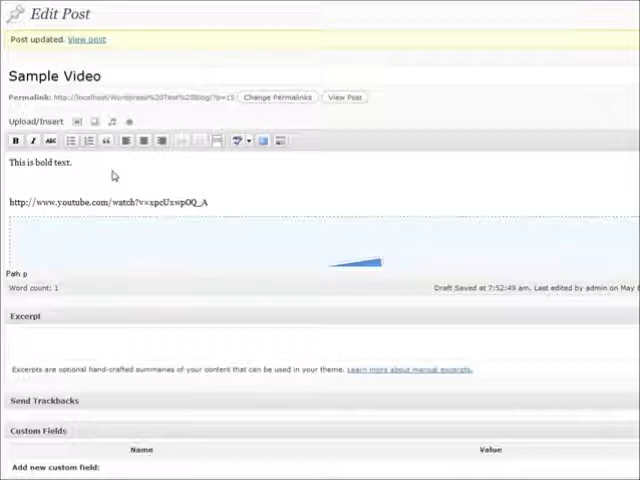 Edit Post
Post updated. View post
Sample Video
Permalink: http://localhost/Wordpress%20Test%20Blog/?p=15 Change Permalinks View Post
Upload/Insert
B I ABC
This is bold text.
http://www.youtube.com/watch?v=xpcUxwpOQ_A
Path: p
Word count: 1 Draft Saved at 7:52:49 am. Last edited by admin on May
Excerpt
Excerpts are optional hand-crafted summaries of your content that can be used in your theme. Learn more about manual excerpts.
Send Trackbacks
Custom Fields
Name Value
Add new custom field: